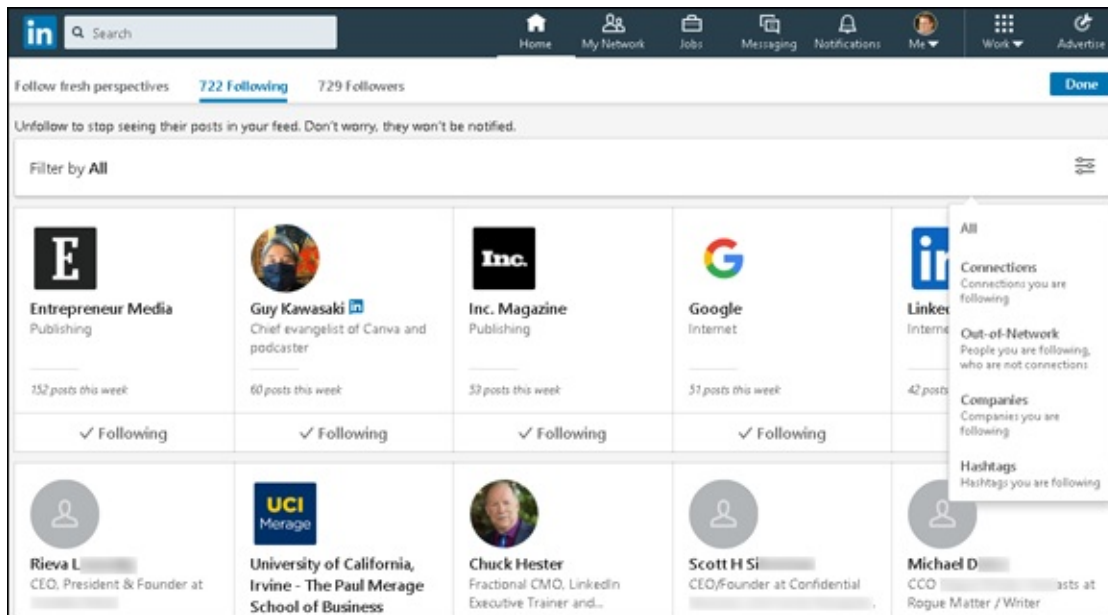 in Search Home My Network Jobs Messaging Notifications Me Work Advertise
Follow fresh perspectives 722 Following 729 Followers Done
Unfollow to stop seeing their posts in your feed. Don't worry, they won't be notified.
Filter by All
All
Connections
Connections you are
following
Out-of-Network
People you are following,
who are not connections
Companies
Companies you are
following
Hashtags
Hashtags you are following
E
Entrepreneur Media
Publishing
152 posts this week
Following
Guy Kawasaki in
Chief evangelist of Canva and
podcaster
60 posts this week
Following
Inc.
Inc. Magazine
Publishing
53 posts this week
Following
G
Google
Internet
51 posts this week
Following
in
42 posts
Rieva L
CEO, President & Founder at
UCI
Merage
University of California,
Irvine - The Paul Merage
School of Business
Chuck Hester
Fractional CMO, LinkedIn
Executive Trainer and...
Scott H Si
CEO/Founder at Confidential
Michael D
CCO asts at
Rogue Matter / Writer